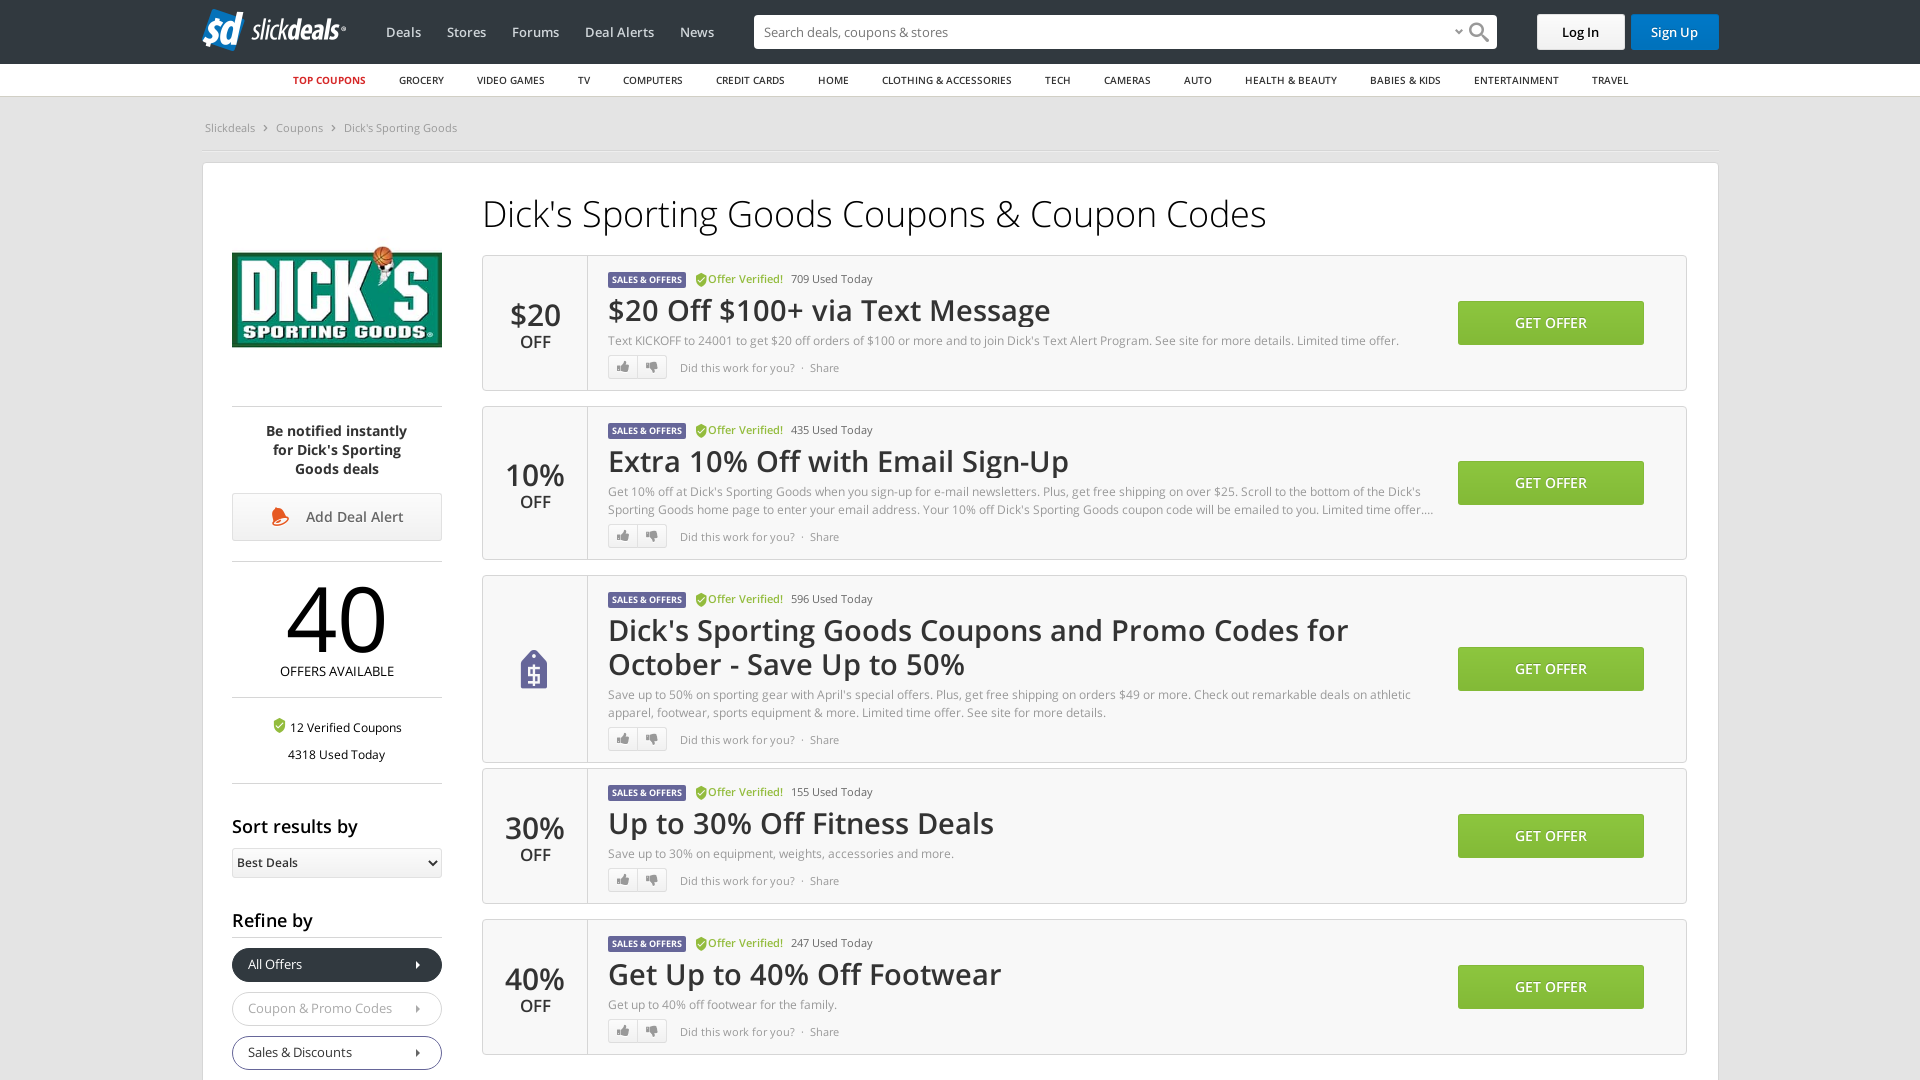 sd slickdeals
Deals
Stores
Forums
Deal Alerts
News
Search deals, coupons & stores
Log In
Sign Up
TOP COUPONS
GROCERY
VIDEO GAMES
TV
COMPUTERS
CREDIT CARDS
HOME
CLOTHING & ACCESSORIES
TECH
CAMERAS
AUTO
HEALTH & BEAUTY
BABIES & KIDS
ENTERTAINMENT
TRAVEL
Slickdeals > Coupons > Dick's Sporting Goods
DICK'S
SPORTING GOODS
Be notified instantly
for Dick's Sporting
Goods deals
Add Deal Alert
40
OFFERS AVAILABLE
12 Verified Coupons
4318 Used Today
Sort results by
Best Deals
Refine by
All Offers
Coupon & Promo Codes
Sales & Discounts
Dick's Sporting Goods Coupons & Coupon Codes
$20
OFF
SALES & OFFERS Offer Verified! 709 Used Today
$20 Off $100+ via Text Message
Text KICKOFF to 24001 to get $20 off orders of $100 or more and to join Dick's Text Alert Program. See site for more details. Limited time offer.
Did this work for you? · Share
GET OFFER
10%
OFF
SALES & OFFERS Offer Verified! 435 Used Today
Extra 10% Off with Email Sign-Up
Get 10% off at Dick's Sporting Goods when you sign-up for e-mail newsletters. Plus, get free shipping on over $25. Scroll to the bottom of the Dick's
Sporting Goods home page to enter your email address. Your 10% off Dick's Sporting Goods coupon code will be emailed to you. Limited time offer....
Did this work for you? · Share
GET OFFER
$
SALES & OFFERS Offer Verified! 596 Used Today
Dick's Sporting Goods Coupons and Promo Codes for
October - Save Up to 50%
Save up to 50% on sporting gear with April's special offers. Plus, get free shipping on orders $49 or more. Check out remarkable deals on athletic
apparel, footwear, sports equipment & more. Limited time offer. See site for more details.
Did this work for you? · Share
GET OFFER
30%
OFF
SALES & OFFERS Offer Verified! 155 Used Today
Up to 30% Off Fitness Deals
Save up to 30% on equipment, weights, accessories and more.
Did this work for you? · Share
GET OFFER
40%
OFF
SALES & OFFERS Offer Verified! 247 Used Today
Get Up to 40% Off Footwear
Get up to 40% off footwear for the family.
Did this work for you? · Share
GET OFFER